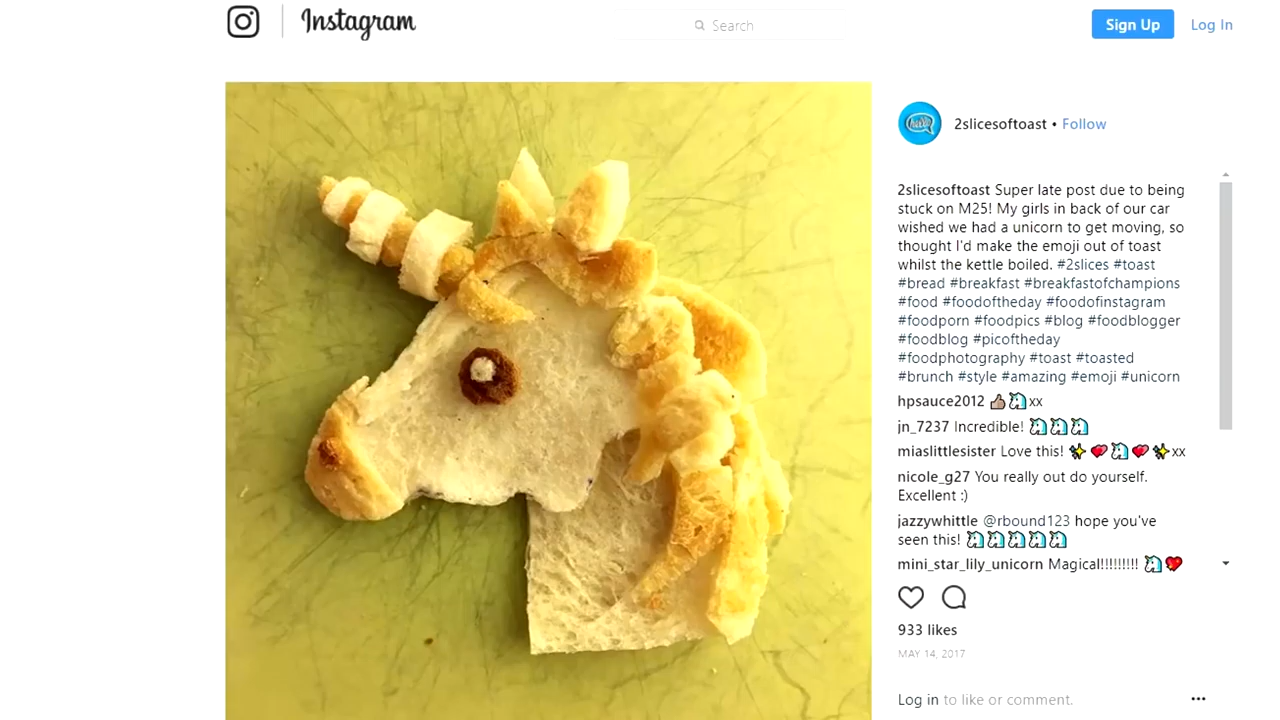 Instagram
Search
Sign Up
Log In
2slicesoftoast • Follow
2slicesoftoast Super late post due to being
stuck on M25! My girls in back of our car
wished we had a unicorn to get moving, so
thought I'd make the emoji out of toast
whilst the kettle boiled. #2slices #toast
#bread #breakfast #breakfastofchampions
#food #foodoftheday #foodofinstagram
#foodporn #foodpics #blog #foodblogger
#foodblog #picoftheday
#foodphotography #toast #toasted
#brunch #style #amazing #emoji #unicorn
hpsauce2012 👍🦄xx
jn_7237 Incredible! 🦄🦄🦄
miaslittlesister Love this! ✨💖🦄💖✨xx
nicole_g27 You really out do yourself.
Excellent :)
jazzywhittle @rbound123 hope you've
seen this! 🦄🦄🦄🦄🦄
mini_star_lily_unicorn Magical!!!!!!!!! 🦄❤️
933 likes
MAY 14, 2017
Log in to like or comment.